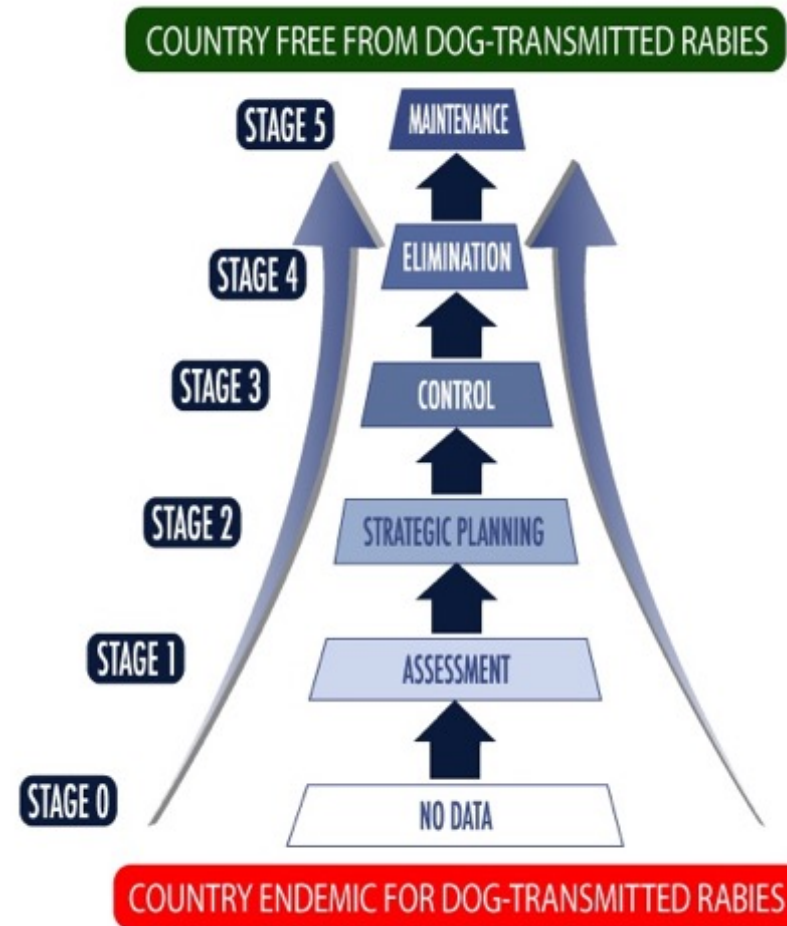 COUNTRY FREE FROM DOG-TRANSMITTED RABIES
STAGE 5
MAINTENANCE
STAGE 4
ELIMINATION
STAGE 3
CONTROL
STAGE 2
STRATEGIC PLANNING
STAGE 1
ASSESSMENT
STAGE 0
NO DATA
COUNTRY ENDEMIC FOR DOG-TRANSMITTED RABIES